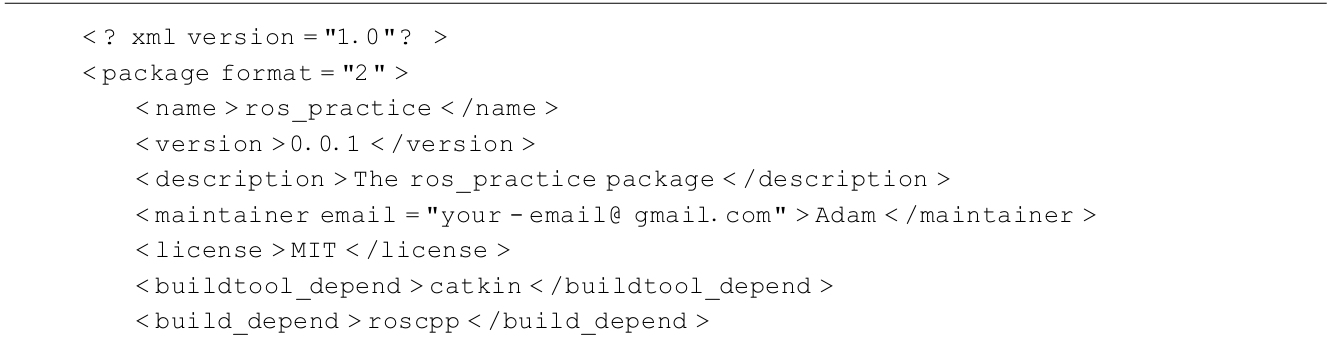 <? xml version = "1.0"? >
<package format = "2" >
<name > ros_practice </name >
<version > 0.0.1 </version >
<description > The ros_practice package </description >
<maintainer email = "your - email@ gmail. com" > Adam </maintainer >
<license > MIT </license >
<buildtool_depend > catkin </buildtool_depend >
<build_depend > roscpp </build_depend >